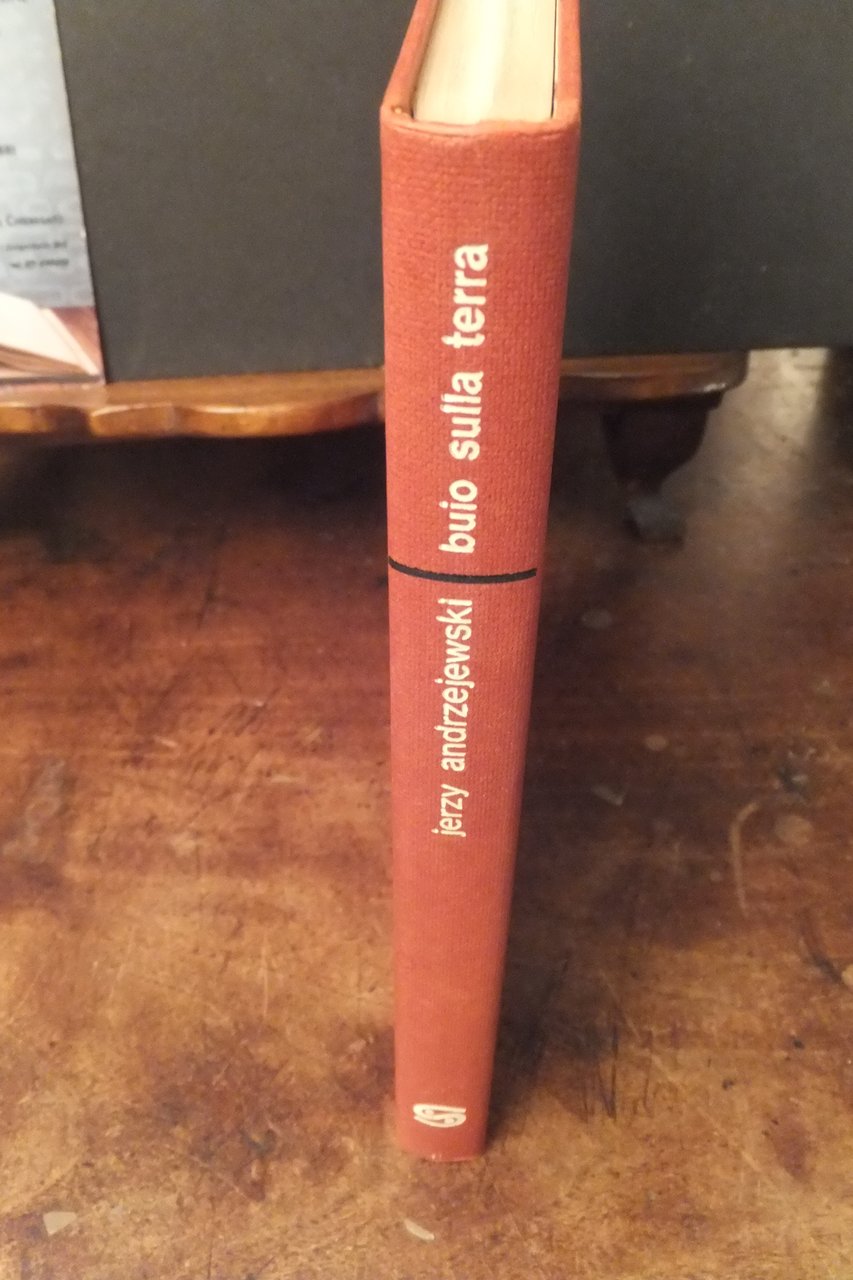 buio sulla terra
jerzy andrzejewski